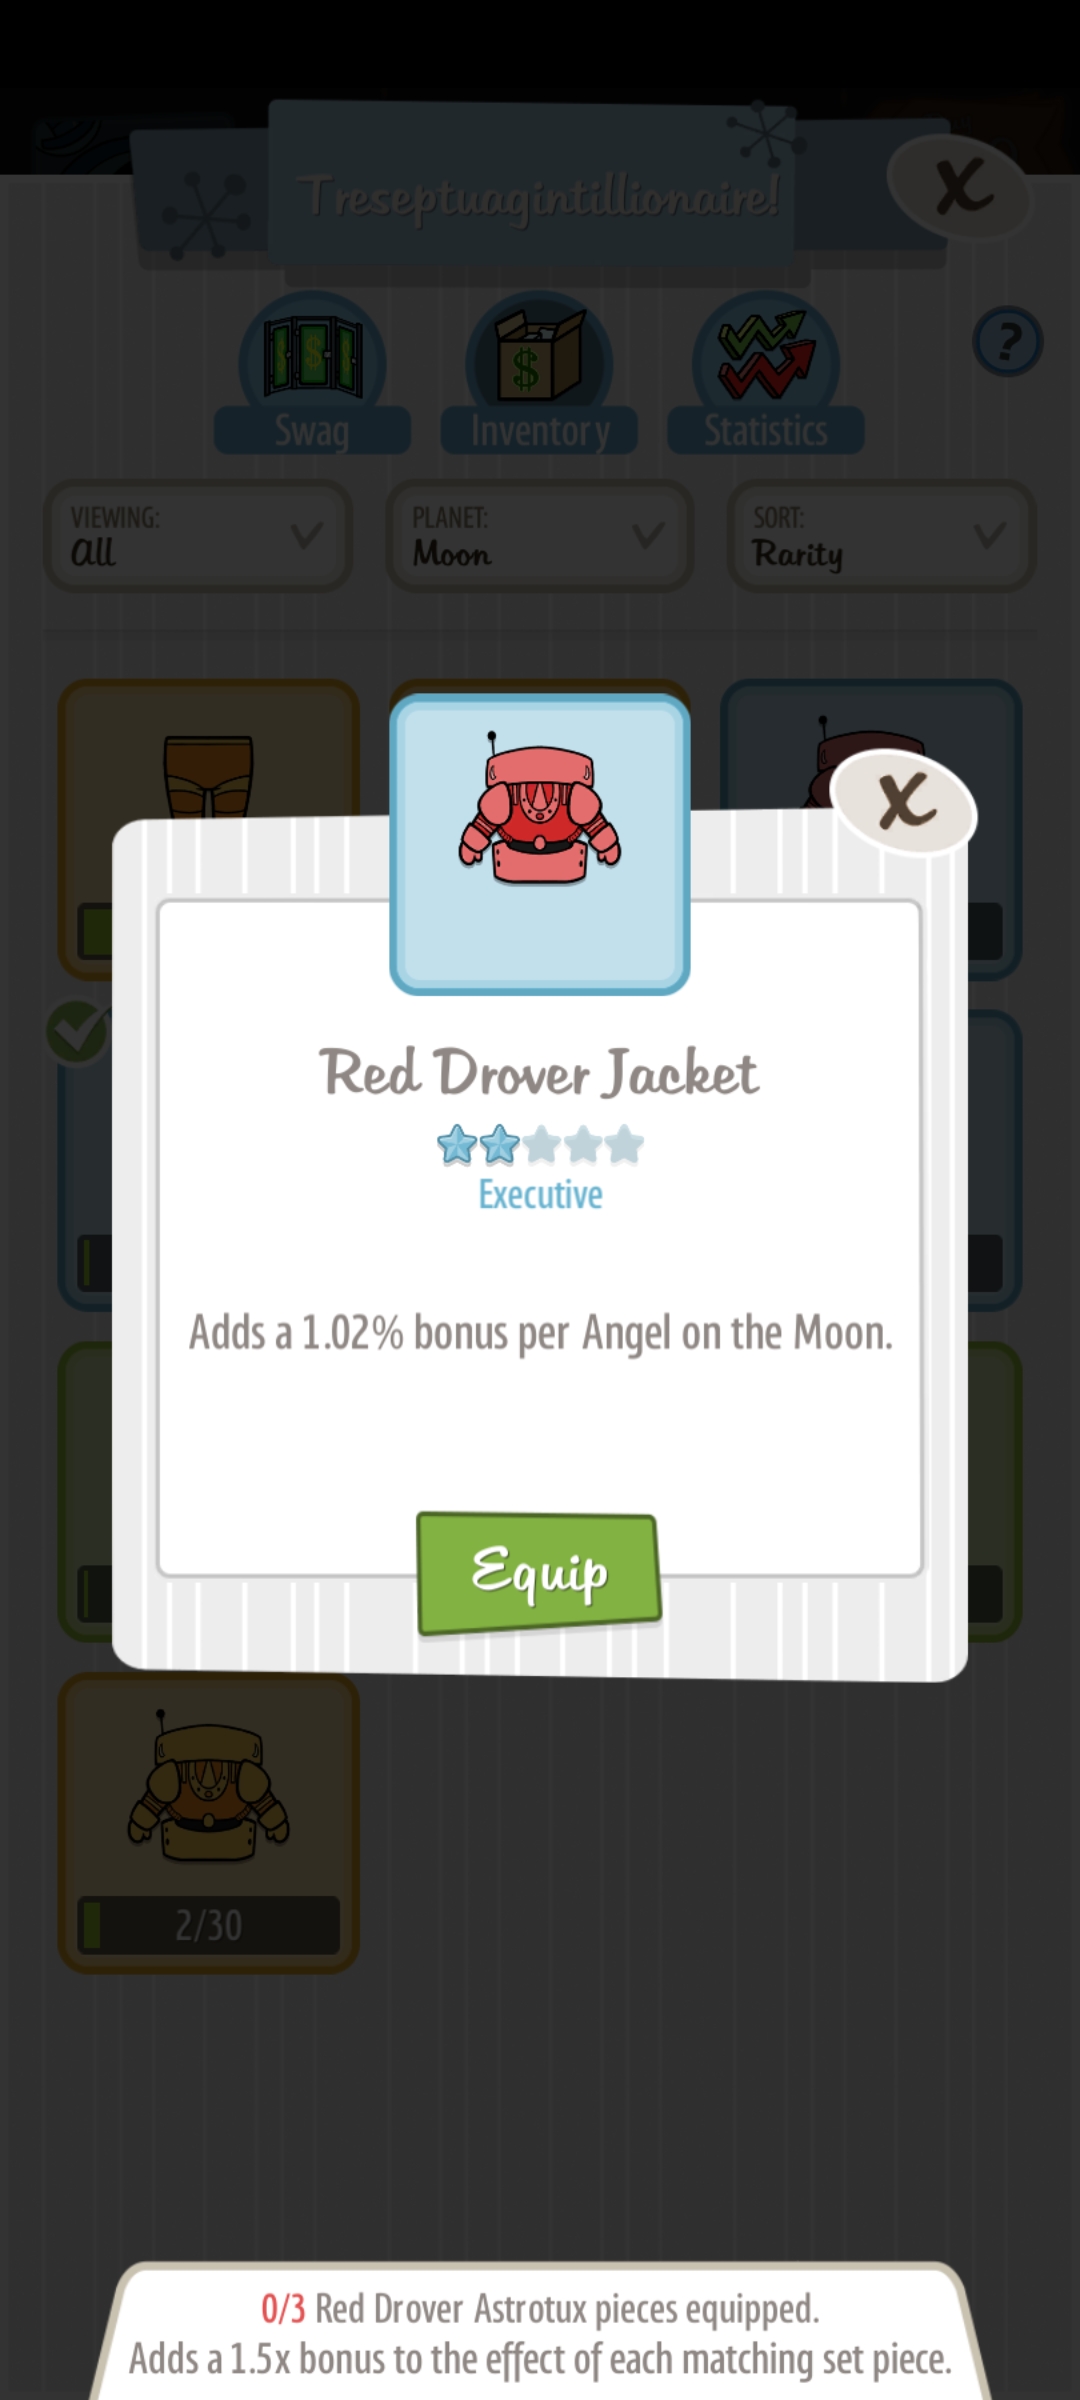 Treseptuagintillionaire!
X
?
Swag
Inventory
Statistics
VIEWING:
All
PLANET:
Moon
SORT:
Rarity
X
Red Drover Jacket
Executive
Adds a 1.02% bonus per Angel on the Moon.
Equip
2/30
0/3 Red Drover Astrotux pieces equipped.
Adds a 1.5x bonus to the effect of each matching set piece.